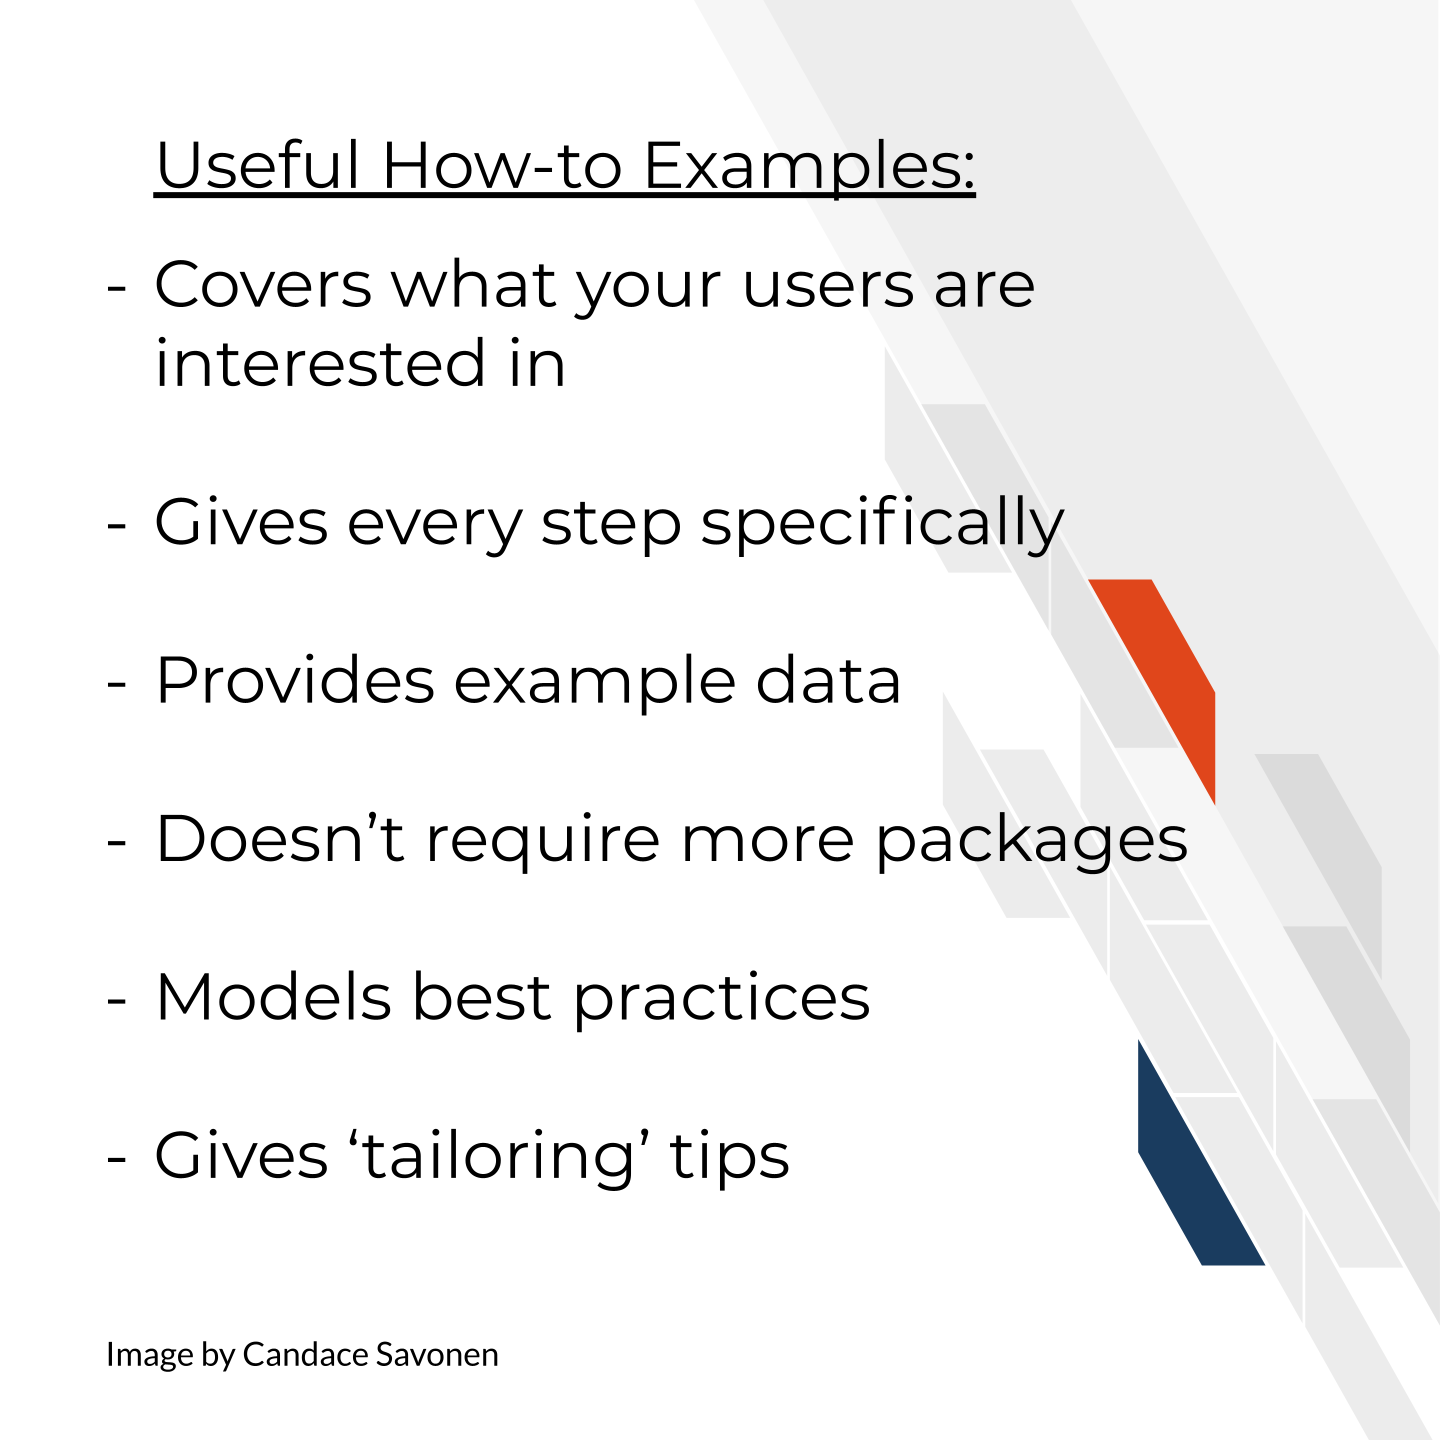 Useful How-to Examples:
- Covers what your users are
interested in
- Gives every step specifically
- Provides example data
- Doesn’t require more packages
- Models best practices
- Gives ‘tailoring’ tips
Image by Candace Savonen